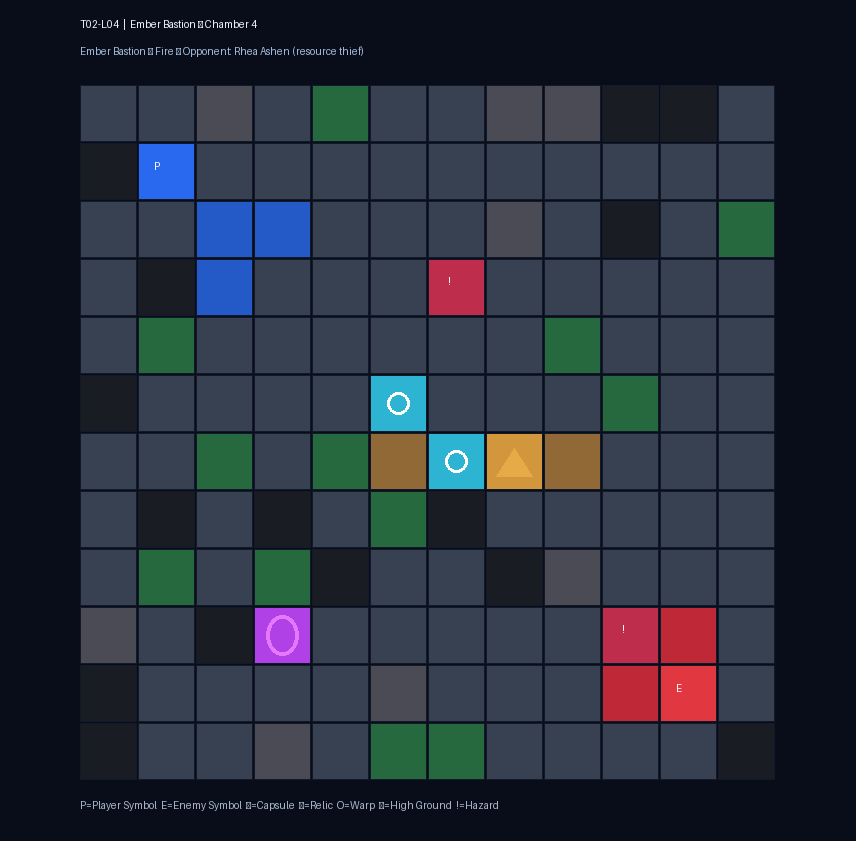 T02-L04 | Ember Bastion � Chamber 4
Ember Bastion � Fire � Opponent: Rhea Ashen (resource thief)
P
!
!
E
P=Player Symbol E=Enemy Symbol �=Capsule �=Relic O=Warp �=High Ground !=Hazard